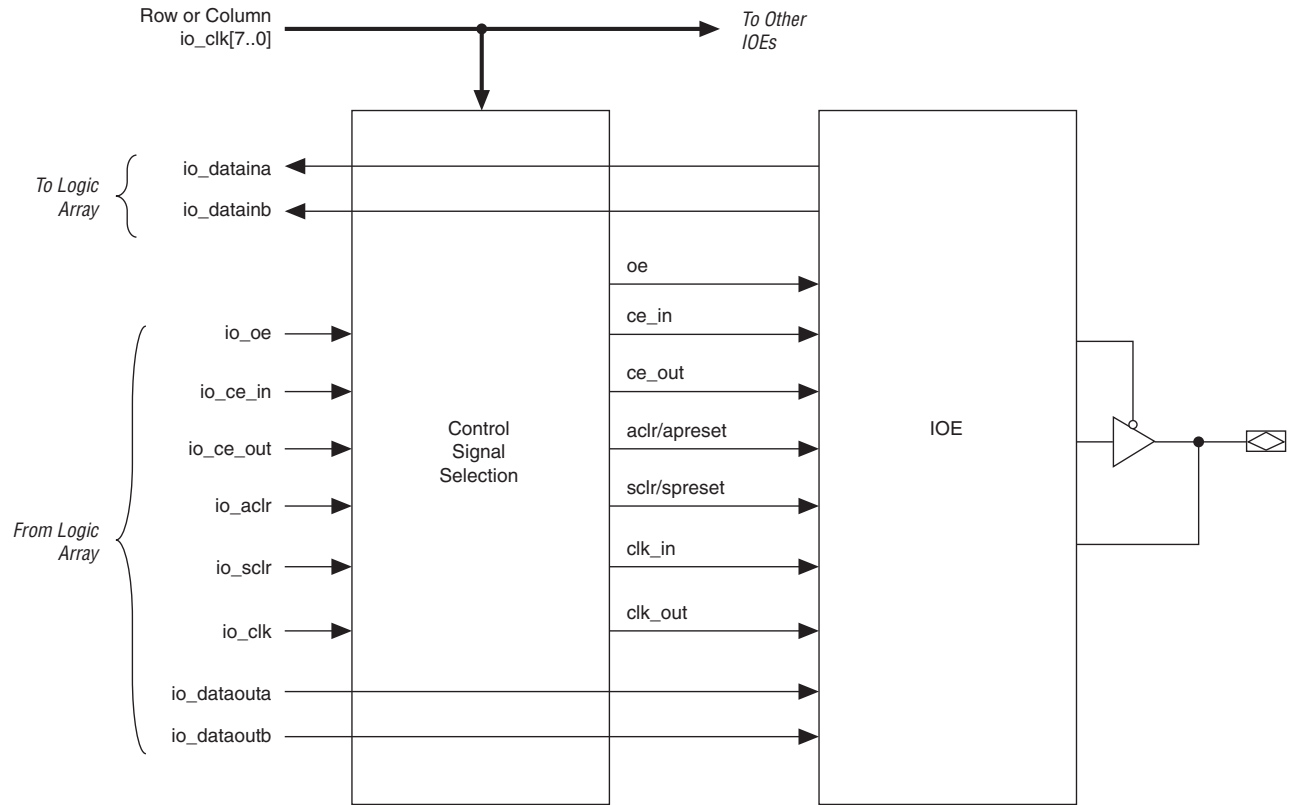 Row or Column
io_clk[7..0]
To Other
IOEs
To Logic
Array
io_dataina
io_datainb
From Logic
Array
io_oe
io_ce_in
io_ce_out
io_aclr
io_sclr
io_clk
io_dataouta
io_dataoutb
Control
Signal
Selection
oe
ce_in
ce_out
aclr/apreset
sclr/spreset
clk_in
clk_out
IOE